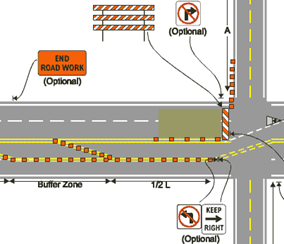 A
(Optional)
END
ROAD WORK
(Optional)
Buffer Zone
1/2 L
KEEP
RIGHT
(Optional)